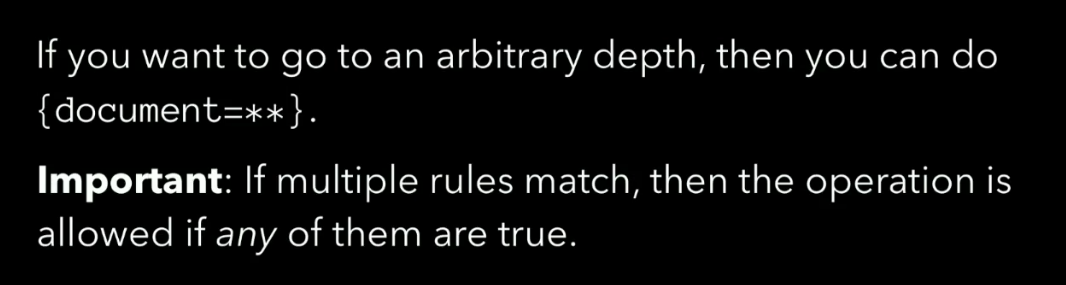 If you want to go to an arbitrary depth, then you can do
{document=**}.
Important: If multiple rules match, then the operation is
allowed if any of them are true.